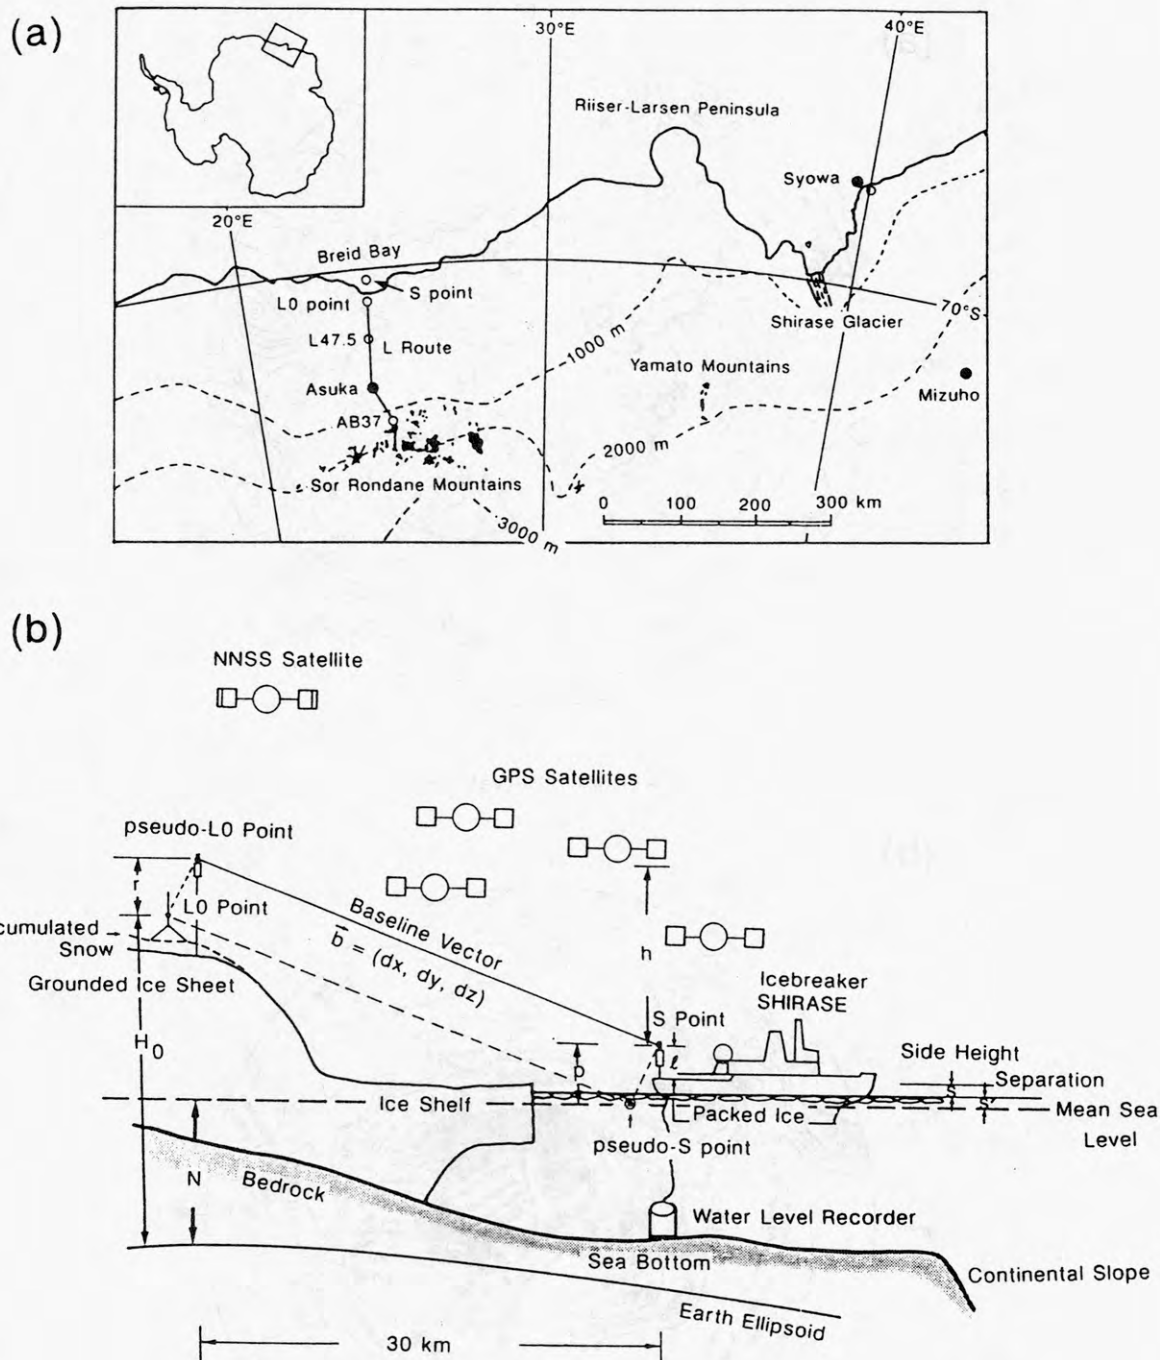 (a)
30°E
40°E
Riiser-Larsen Peninsula
Syowa
20°E
Breid Bay
S point
L0 point
70°S
Shirase Glacier
L47.5
L Route
1000 m
Yamato Mountains
Asuka
Mizuho
AB37
2000 m
Sor Rondane Mountains
0 100 200 300 km
3000 m
(b)
NNSS Satellite
GPS Satellites
pseudo-L0 Point
r
L0 Point
cumulated
Snow
Baseline Vector
b = (dx, dy, dz)
h
Grounded Ice Sheet
Icebreaker
SHIRASE
S Point
H0
p
ℓ
Side Height
S
Separation
S'
Ice Shelf
Packed Ice
Mean Sea
Level
pseudo-S point
N
Bedrock
Water Level Recorder
Sea Bottom
Continental Slope
Earth Ellipsoid
30 km